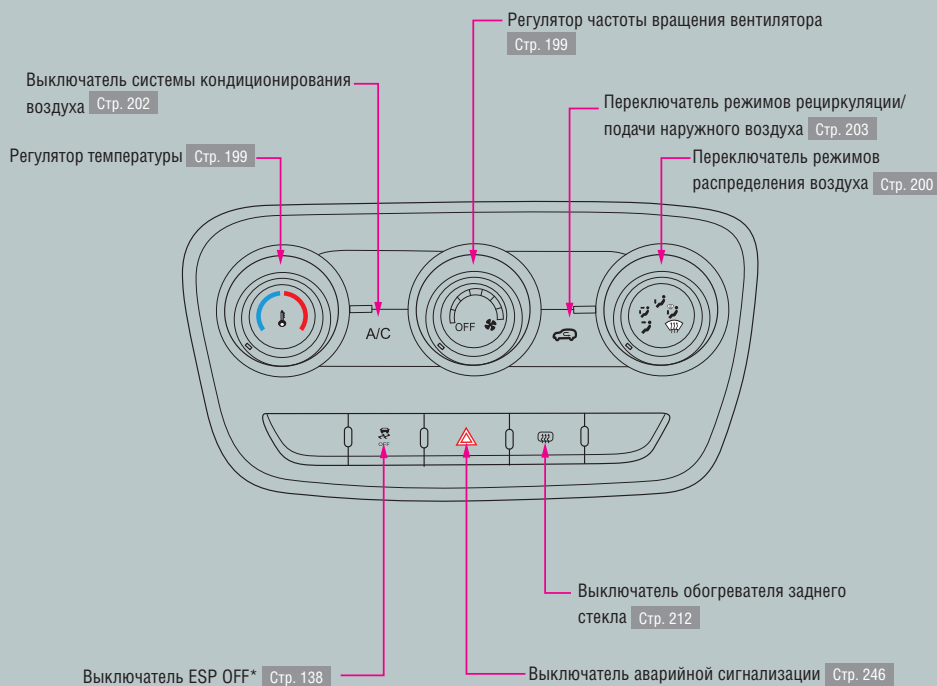 Регулятор частоты вращения вентилятора
Стр. 199
Выключатель системы кондиционирования
воздуха Стр. 202
Переключатель режимов рециркуляции/
подачи наружного воздуха Стр. 203
Регулятор температуры Стр. 199
Переключатель режимов
распределения воздуха Стр. 200
A/C
OFF
OFF
Выключатель обогревателя заднего
стекла Стр. 212
Выключатель ESP OFF* Стр. 138
Выключатель аварийной сигнализации Стр. 246